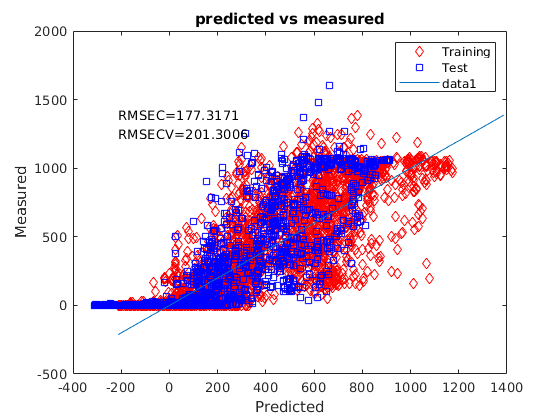 predicted vs measured
2000
1500
1000
500
0
-500
Measured
RMSEC=177.3171
RMSECV=201.3006
Training
Test
data1
-400 -200 0 200 400 600 800 1000 1200 1400
Predicted